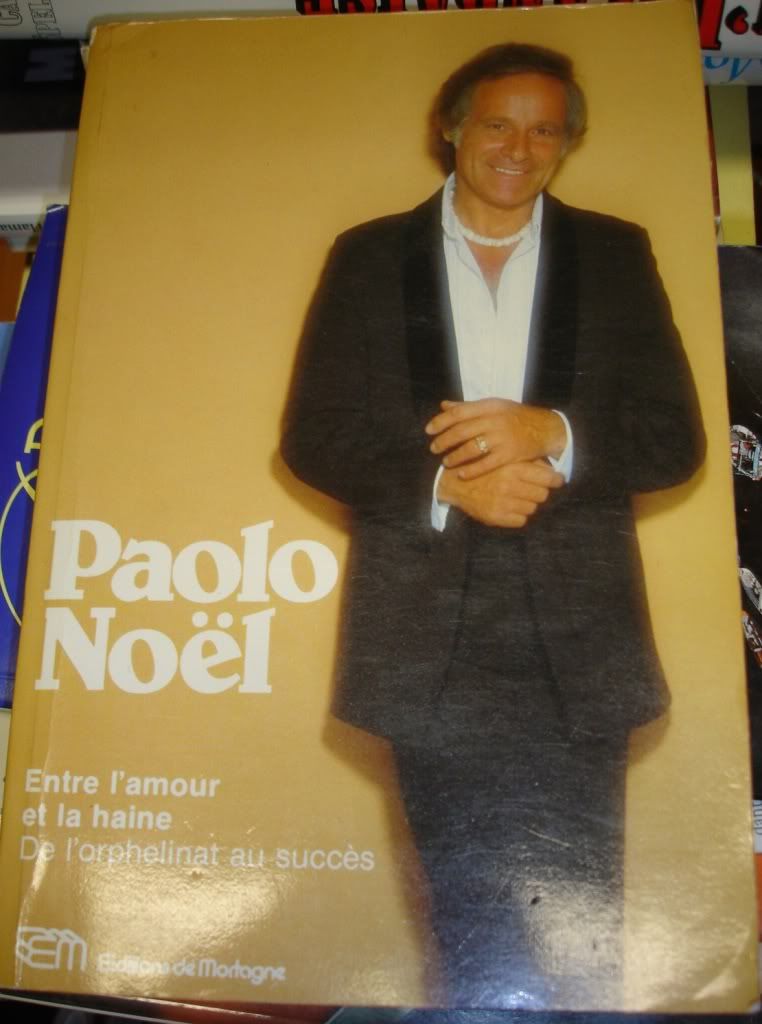 Paolo
Noël
Entre l'amour
et la haine
De l'orphelinat au succès
Éditions de Mortagne